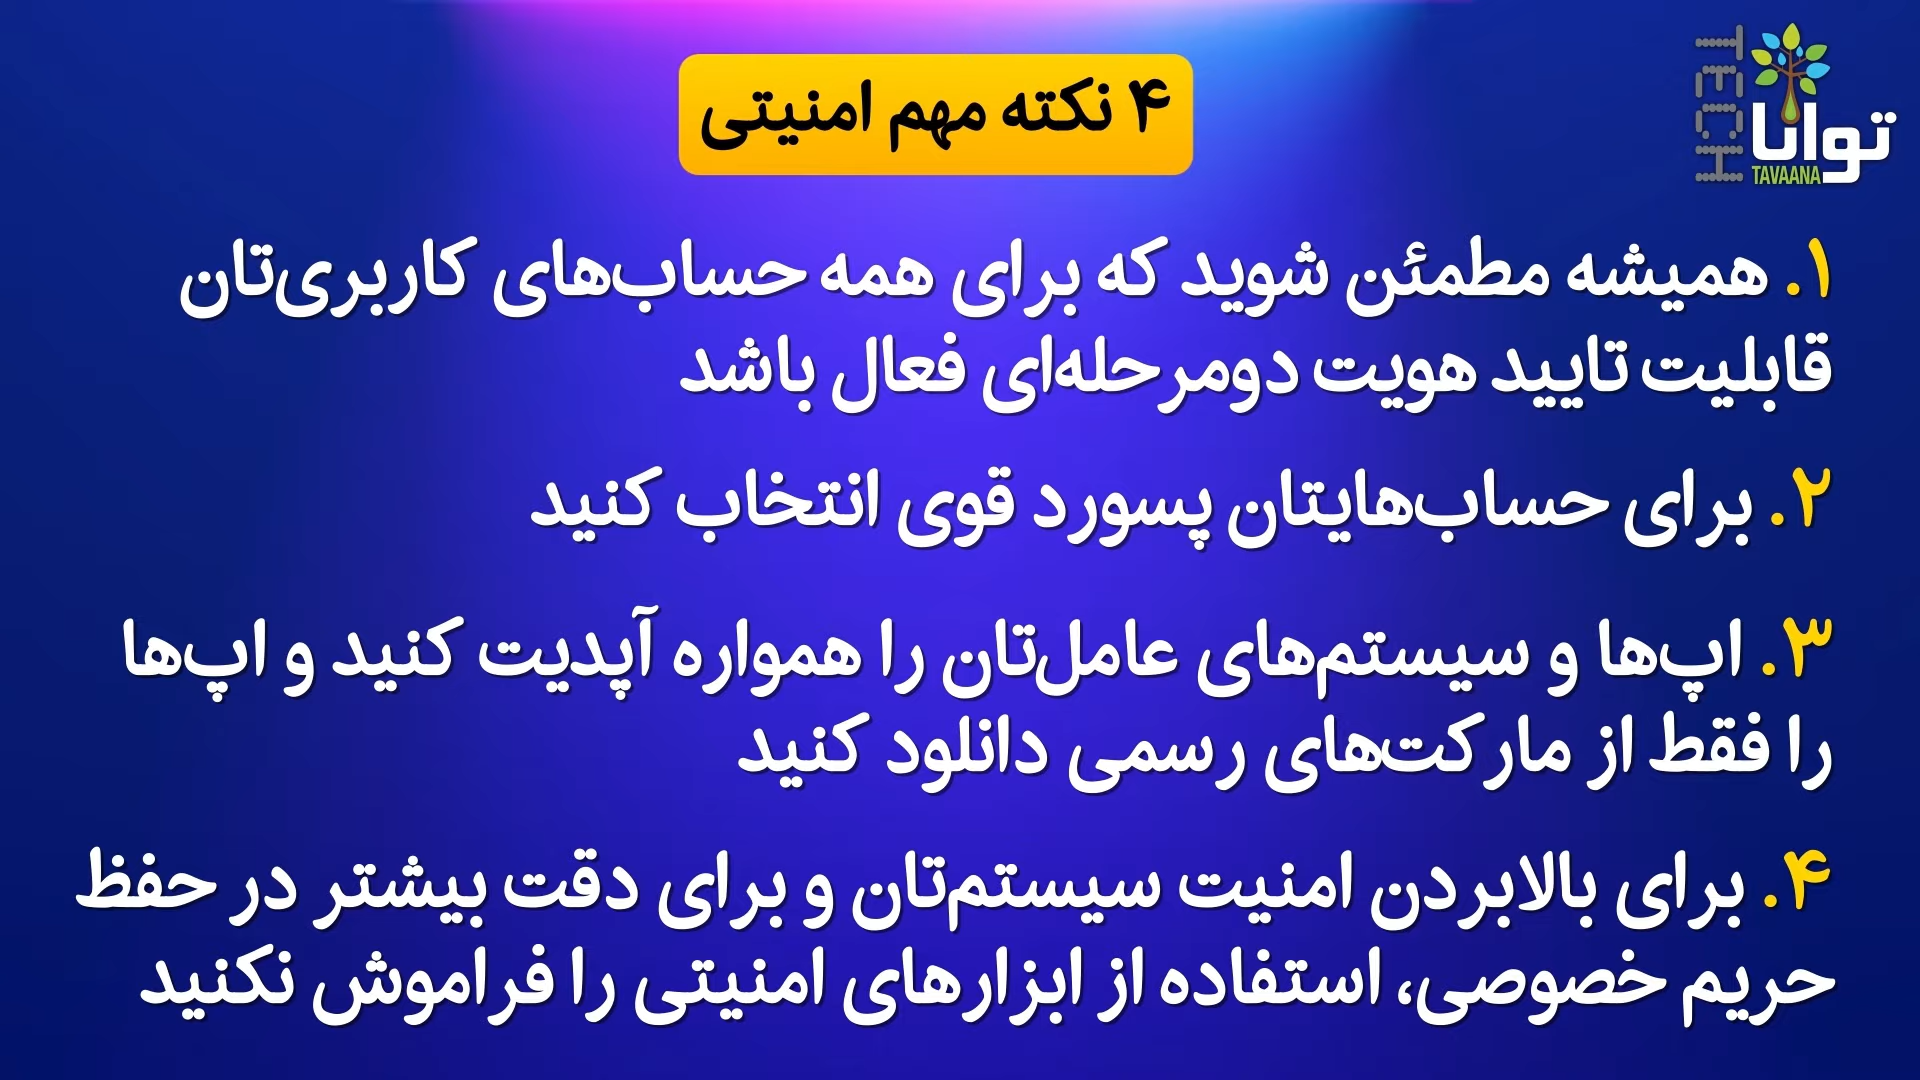 ۴ نکته مهم امنیتی
TECH
توانا
TAVAANA
۱. همیشه مطمئن شوید که برای همه حساب‌های کاربری‌تان
قابلیت تایید هویت دومرحله‌ای فعال باشد
۲. برای حساب‌هایتان پسورد قوی انتخاب کنید
۳. اپ‌ها و سیستم‌های عامل‌تان را همواره آپدیت کنید و اپ‌ها
را فقط از مارکت‌های رسمی دانلود کنید
۴. برای بالابردن امنیت سیستم‌تان و برای دقت بیشتر در حفظ
حریم خصوصی، استفاده از ابزارهای امنیتی را فراموش نکنید